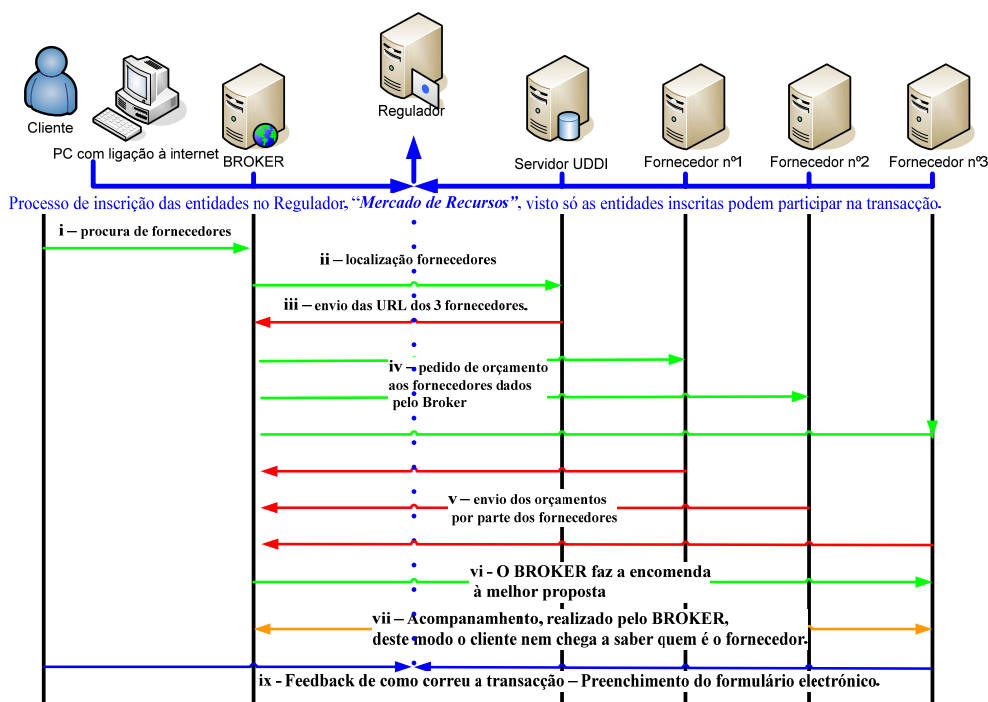 Cliente
PC com ligação à internet
BROKER
Regulador
Servidor UDDI
Fornecedor nº1
Fornecedor nº2
Fornecedor nº3
Processo de inscrição das entidades no Regulador, “Mercado de Recursos”, visto só as entidades inscritas podem participar na transacção.
i – procura de fornecedores
ii – localização fornecedores
iii – envio das URL dos 3 fornecedores.
iv – pedido de orçamento
aos fornecedores dados
pelo Broker
v – envio dos orçamentos
por parte dos fornecedores
vi - O BROKER faz a encomenda
à melhor proposta
vii – Acompanamhento, realizado pelo BROKER,
deste modo o cliente nem chega a saber quem é o fornecedor.
ix - Feedback de como correu a transacção – Preenchimento do formulário electrónico.